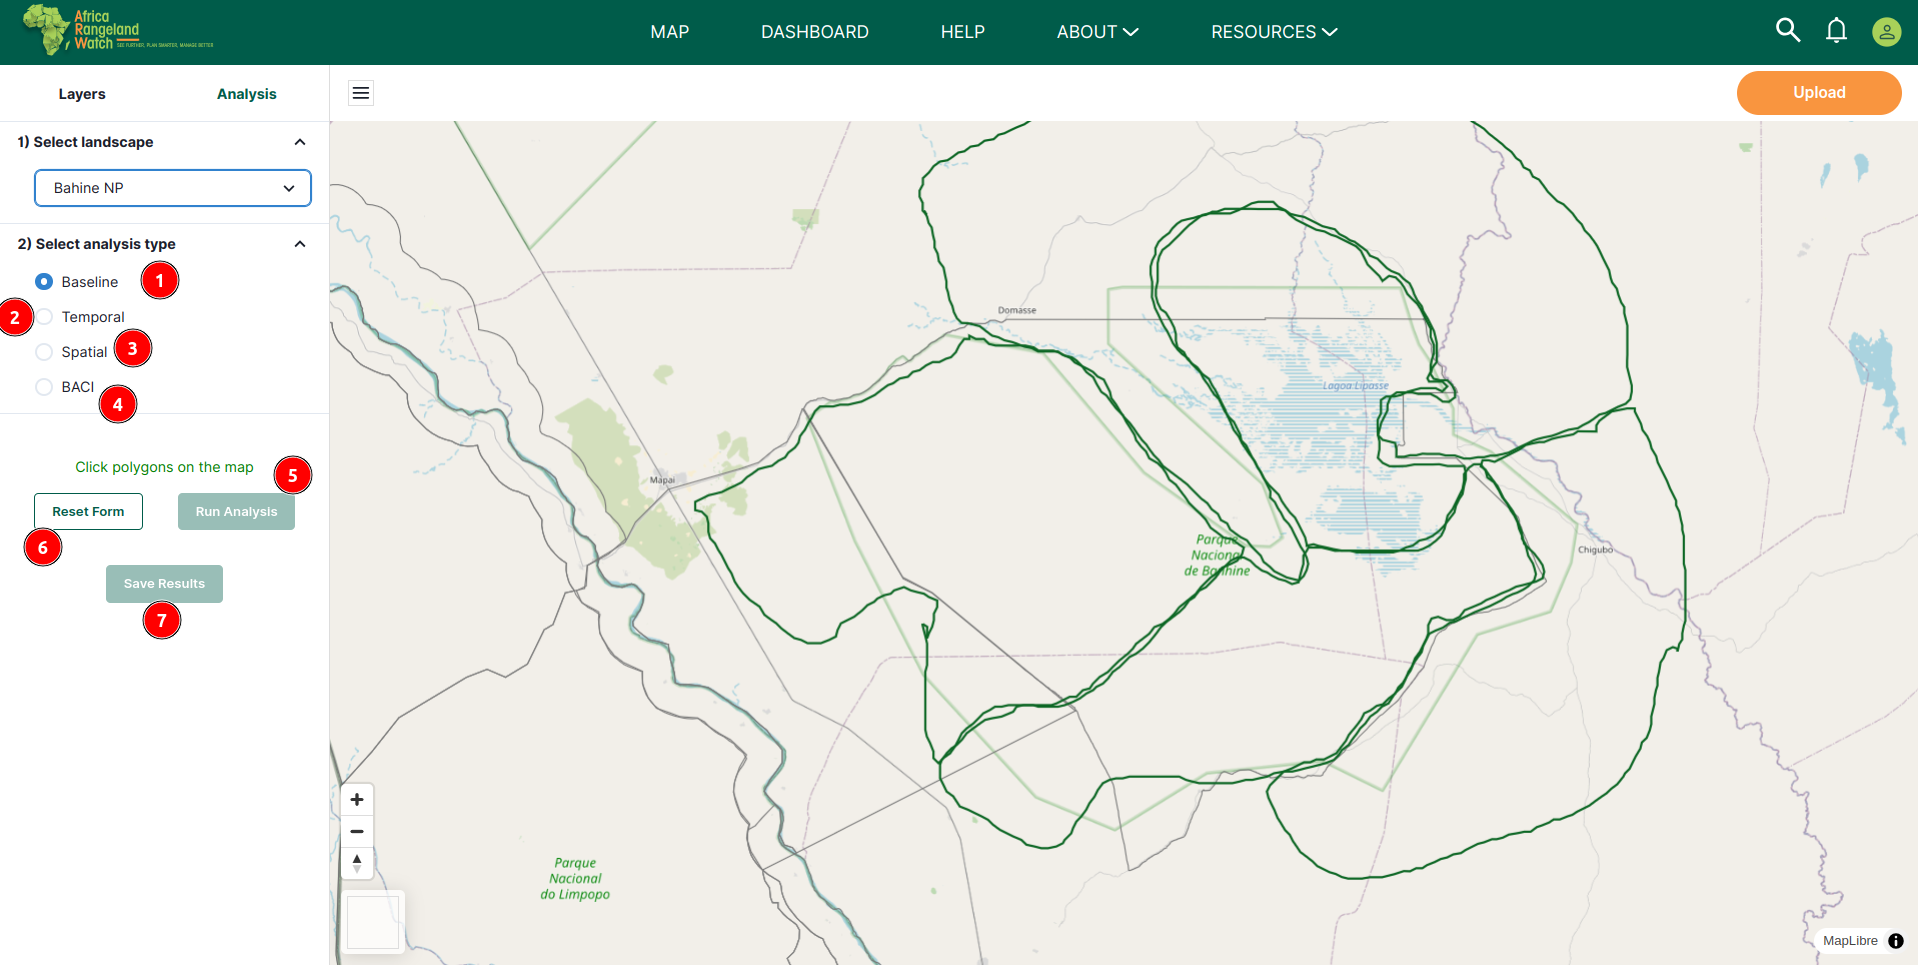 Africa
Rangeland
Watch
SEE FURTHER, PLAN SMARTER, MANAGE BETTER
MAP
DASHBOARD
HELP
ABOUT
RESOURCES
Layers
Analysis
Upload
1) Select landscape
Bahine NP
2) Select analysis type
Baseline
1
2
Temporal
Spatial
3
BACI
4
Click polygons on the map
5
Reset Form
Run Analysis
6
Save Results
7
Domasse
Lagoa Lipasse
Mapai
Parque
Nacional
de Banhine
Chigubo
Parque
Nacional
do Limpopo
MapLibre